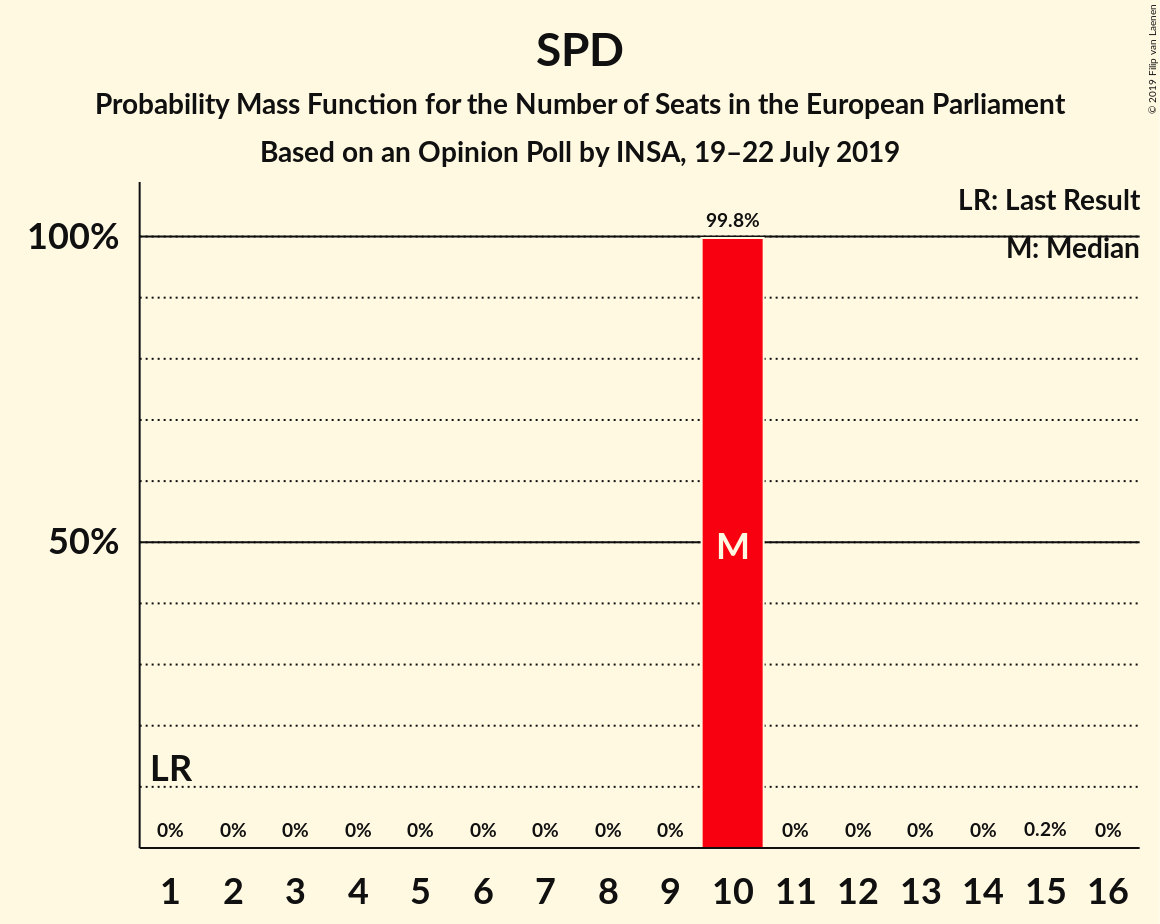 SPD
Probability Mass Function for the Number of Seats in the European Parliament
Based on an Opinion Poll by INSA, 19–22 July 2019
© 2019 Filip van Laenen
LR: Last Result
M: Median
99.8%
100%
50%
M
LR
0% 0% 0% 0% 0% 0% 0% 0% 0% 0% 0% 0% 0% 0.2% 0%
1 2 3 4 5 6 7 8 9 10 11 12 13 14 15 16